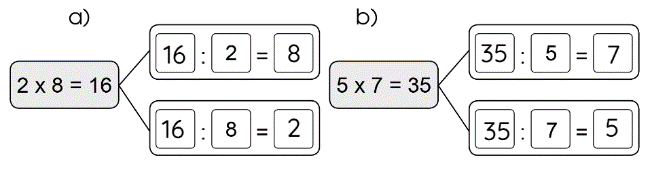 a)
2 x 8 = 16
16 : 2 = 8
16 : 8 = 2
b)
5 x 7 = 35
35 : 5 = 7
35 : 7 = 5